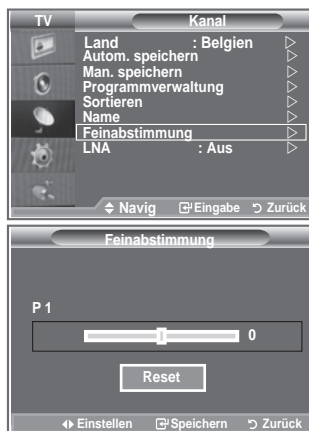 TV Kanal
Land : Belgien
Autom. speichern
Man. speichern
Programmverwaltung
Sortieren
Name
Feinabstimmung
LNA : Aus
Navig Eingabe Zurück
Feinabstimmung
P 1
0
Reset
Einstellen Speichern Zurück